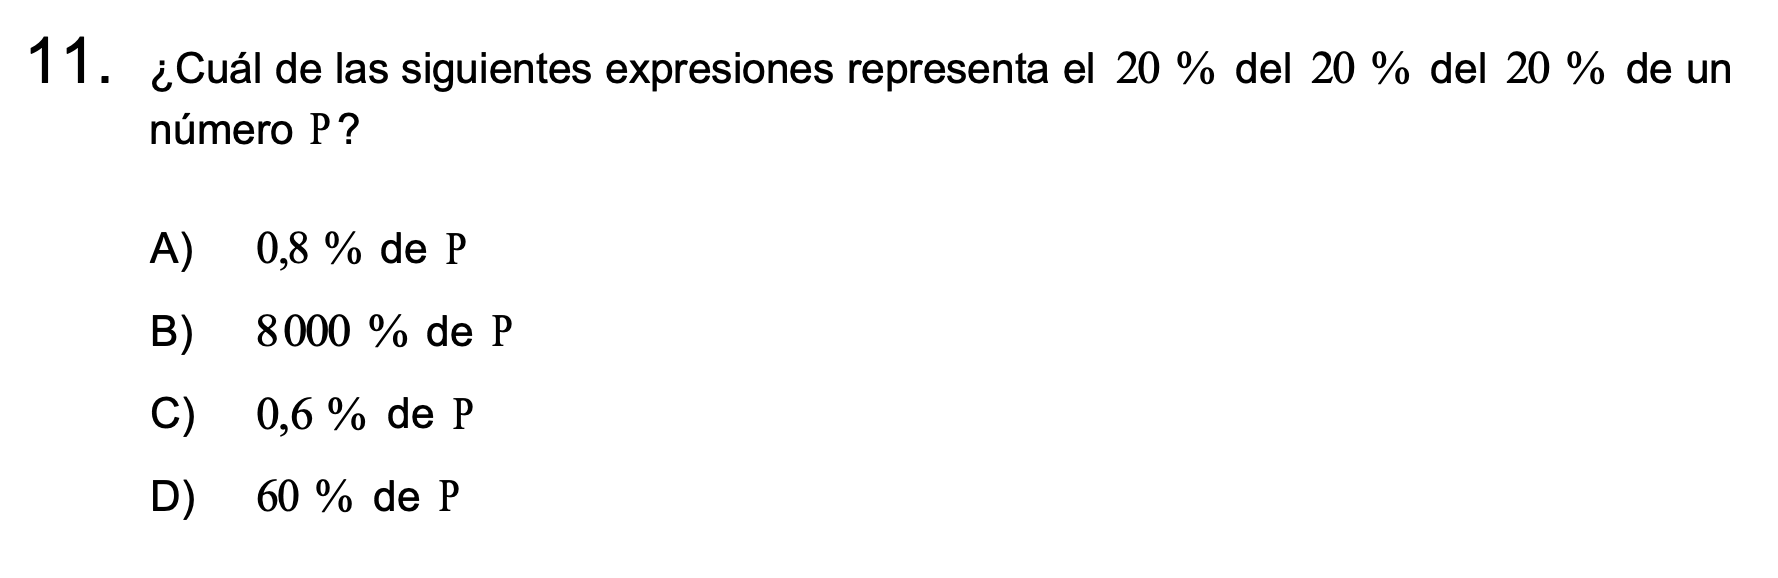 11. ¿Cuál de las siguientes expresiones representa el 20 % del 20 % del 20 % de un
número P?
A) 0,8 % de P
B) 8000 % de P
C) 0,6 % de P
D) 60 % de P